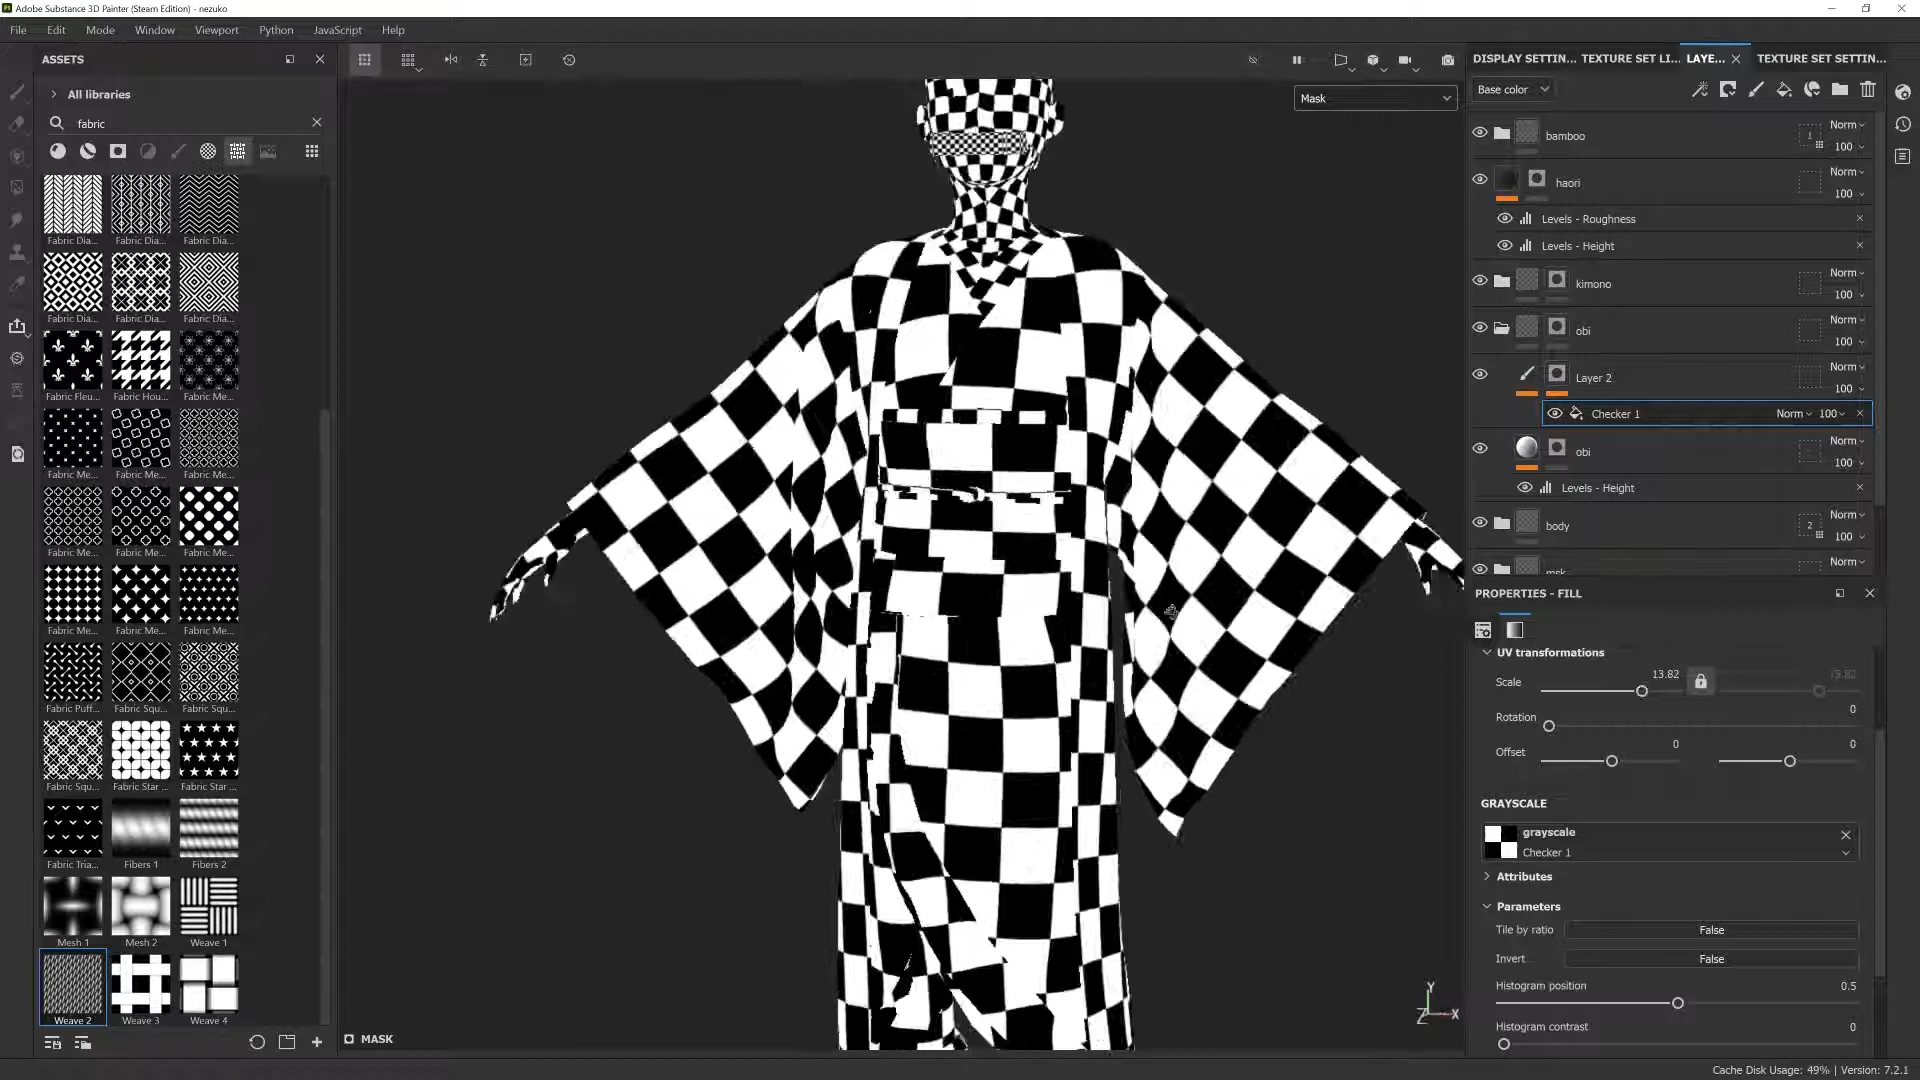 Adobe Substance 3D Painter (Steam Edition) - nezuko
File Edit Mode Window Viewport Python JavaScript Help
ASSETS
All libraries
fabric
Fabric Dia... Fabric Dia... Fabric Dia...
Fabric Dia... Fabric Dia... Fabric Dia...
Fabric Fleu... Fabric Hou... Fabric Me...
Fabric Me... Fabric Me... Fabric Me...
Fabric Me... Fabric Me... Fabric Me...
Fabric Me... Fabric Me... Fabric Me...
Fabric Puff... Fabric Squ... Fabric Squ...
Fabric Squ... Fabric Star ... Fabric Star ...
Fabric Tria... Fibers 1 Fibers 2
Mesh 1 Mesh 2 Weave 1
Weave 2 Weave 3 Weave 4
Mask
MASK
Y
Z X
DISPLAY SETTIN... TEXTURE SET LI... LAYE... TEXTURE SET SETTIN...
Base color
bamboo 1 Norm
100
haori Norm
100
Levels - Roughness
Levels - Height
kimono Norm
100
obi Norm
100
Layer 2 Norm
100
Checker 1 Norm 100
obi Norm
100
Levels - Height
body 2 Norm
100
msk Norm
PROPERTIES - FILL
UV transformations
Scale 13.82 13.82
Rotation 0
Offset 0 0
GRAYSCALE
grayscale
Checker 1
Attributes
Parameters
Tile by ratio False
Invert False
Histogram position 0.5
Histogram contrast 0
Cache Disk Usage: 49% | Version: 7.2.1